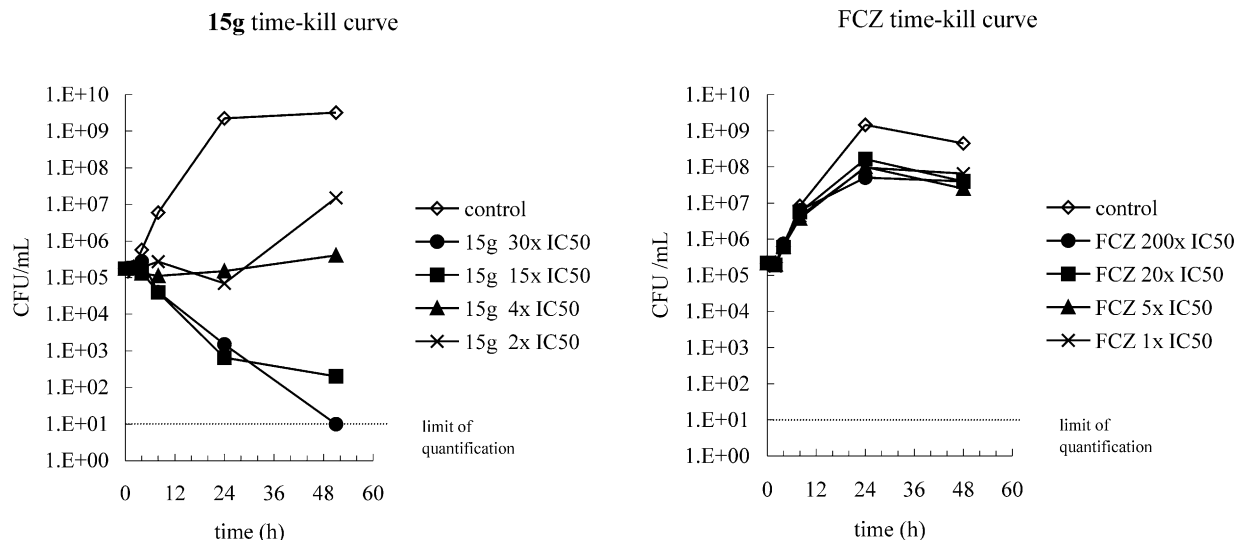 15g time-kill curve
1.E+10
1.E+09
1.E+08
1.E+07
1.E+06
1.E+05
1.E+04
1.E+03
1.E+02
1.E+01
1.E+00
CFU/mL
0 12 24 36 48 60
time (h)
control
15g 30x IC50
15g 15x IC50
15g 4x IC50
15g 2x IC50
limit of
quantification
FCZ time-kill curve
1.E+10
1.E+09
1.E+08
1.E+07
1.E+06
1.E+05
1.E+04
1.E+03
1.E+02
1.E+01
1.E+00
CFU /mL
0 12 24 36 48 60
time (h)
control
FCZ 200x IC50
FCZ 20x IC50
FCZ 5x IC50
FCZ 1x IC50
limit of
quantification